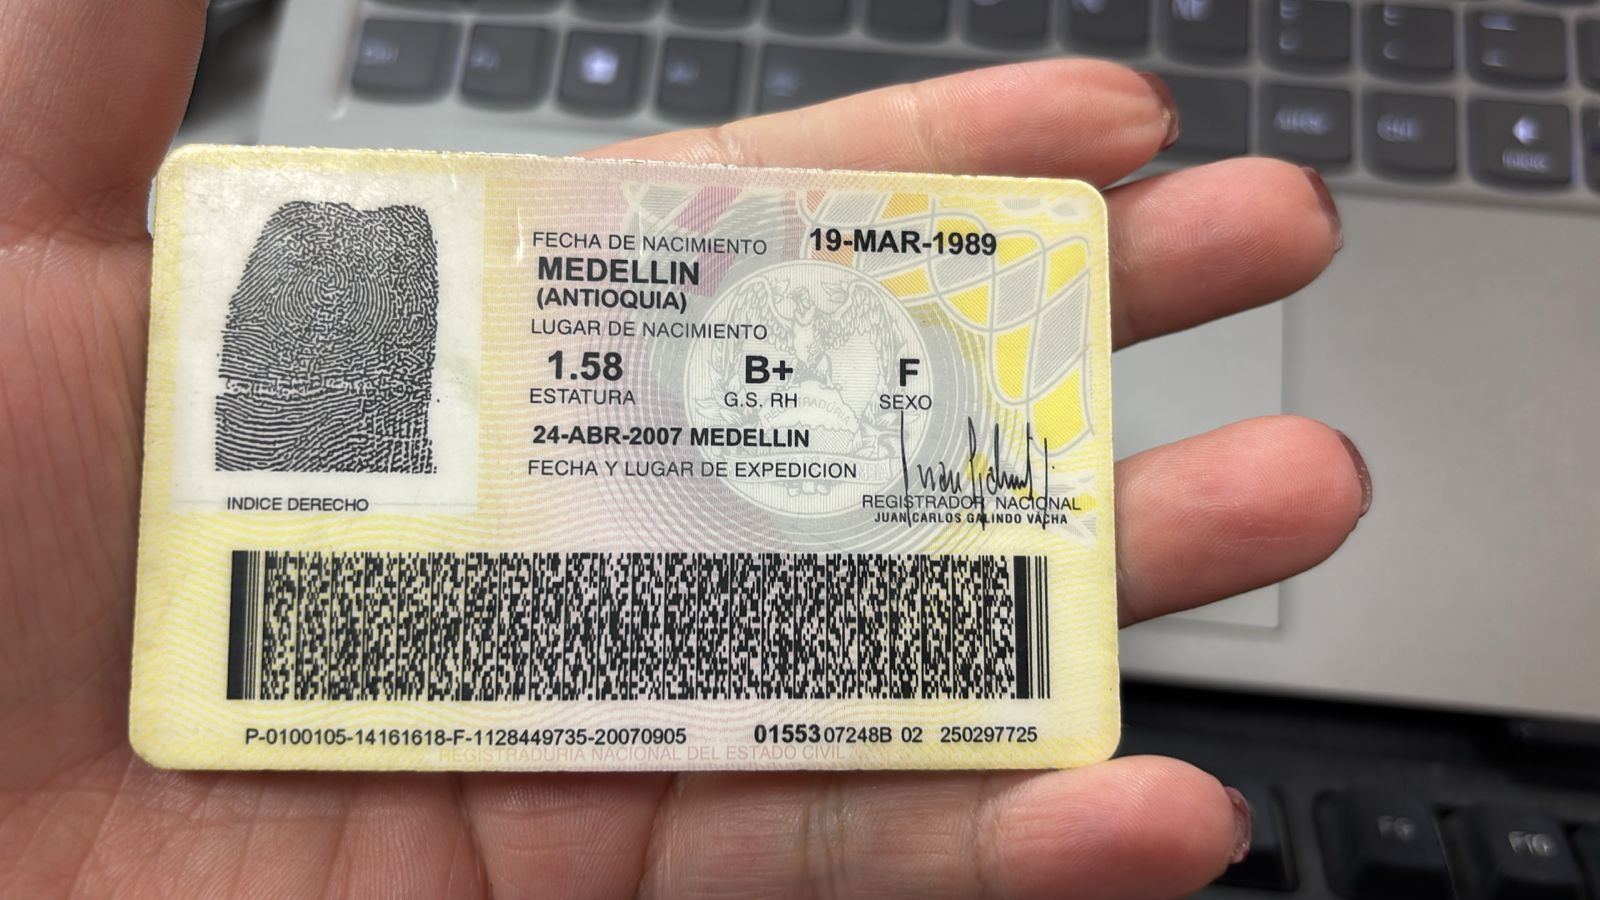 FECHA DE NACIMIENTO 19-MAR-1989
MEDELLIN
(ANTIOQUIA)
LUGAR DE NACIMIENTO
1.58 B+ F
ESTATURA G.S. RH SEXO
24-ABR-2007 MEDELLIN
FECHA Y LUGAR DE EXPEDICION
REGISTRADOR NACIONAL
JUAN CARLOS GALINDO VACHA
INDICE DERECHO
P-0100105-14161618-F-1128449735-20070905 0155307248B 02 250297725
REGISTRADURIA NACIONAL DEL ESTADO CIVIL